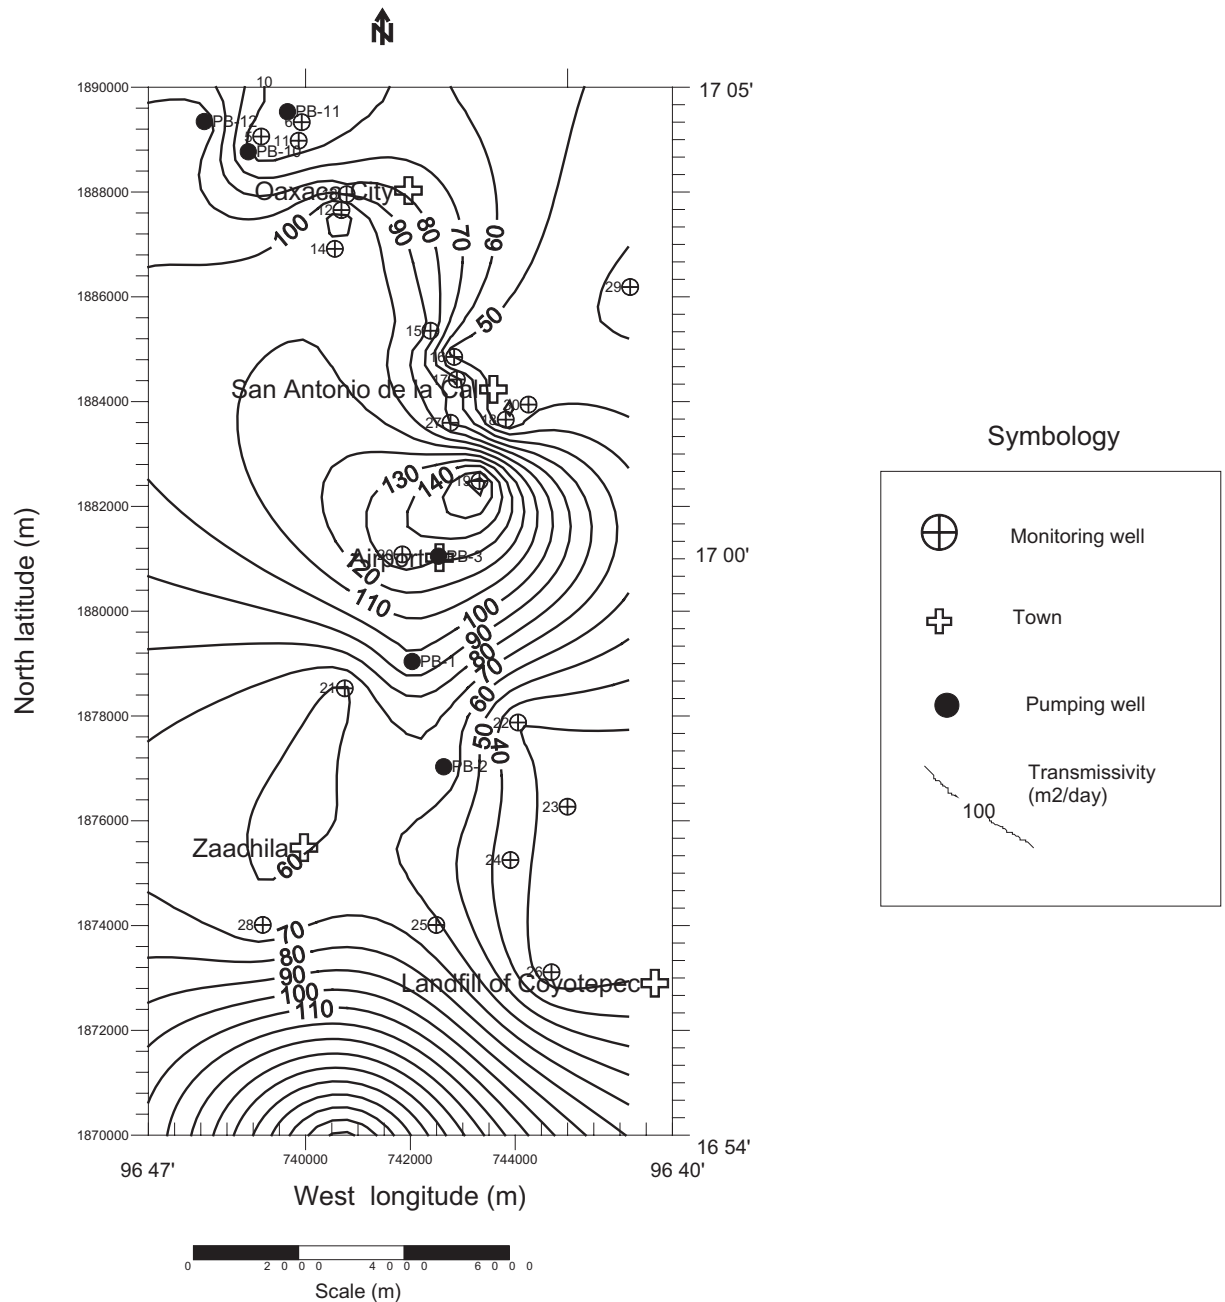 N
10
1890000
17 05'
PB-11
PB-12
6
5
11
PB-10
1888000
Oaxaca City
12
100
90
80
70
60
14
1886000
29
50
15
16
17
San Antonio de la Cal
1884000
20
18
27
130
140
19
1882000
20
Airport
PB-3
17 00'
120
110
1880000
100
90
80
70
PB-1
21
60
1878000
22
50
40
PB-2
1876000
23
Zaachila
60
24
1874000
28
70
25
80
90
26
Landfill of Coyotepec
100
110
1872000
1870000
16 54'
740000
742000
744000
96 47'
96 40'
West longitude (m)
North latitude (m)
0 2000 4000 6000
Scale (m)
Symbology
Monitoring well
Town
Pumping well
Transmissivity
(m2/day)
100